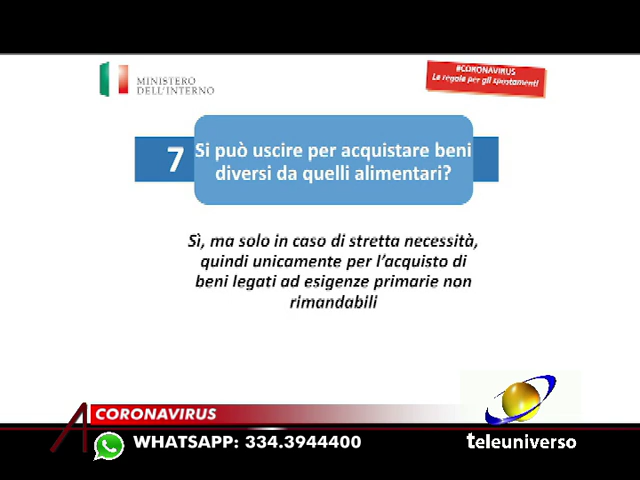 MINISTERO
DELL'INTERNO
#CORONAVIRUS
Le regole per gli spostamenti
7
Si può uscire per acquistare beni
diversi da quelli alimentari?
Sì, ma solo in caso di stretta necessità,
quindi unicamente per l'acquisto di
beni legati ad esigenze primarie non
rimandabili
CORONAVIRUS
WHATSAPP: 334.3944400
teleuniverso